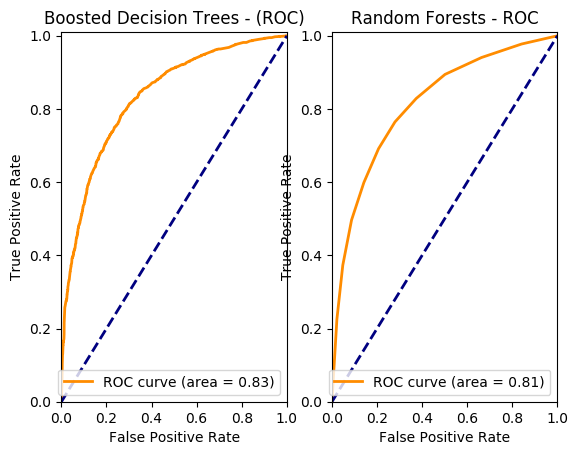 Boosted Decision Trees - (ROC)
1.0
0.8
0.6
0.4
0.2
0.0
True Positive Rate
ROC curve (area = 0.83)
0.0 0.2 0.4 0.6 0.8 1.0
False Positive Rate
Random Forests - ROC
1.0
0.8
0.6
0.4
0.2
0.0
True Positive Rate
ROC curve (area = 0.81)
0.0 0.2 0.4 0.6 0.8 1.0
False Positive Rate